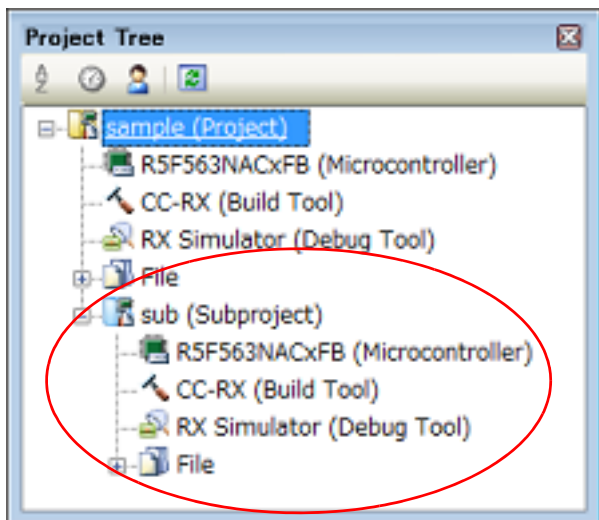 Project Tree
sample (Project)
R5F563NACxFB (Microcontroller)
CC-RX (Build Tool)
RX Simulator (Debug Tool)
File
sub (Subproject)
R5F563NACxFB (Microcontroller)
CC-RX (Build Tool)
RX Simulator (Debug Tool)
File